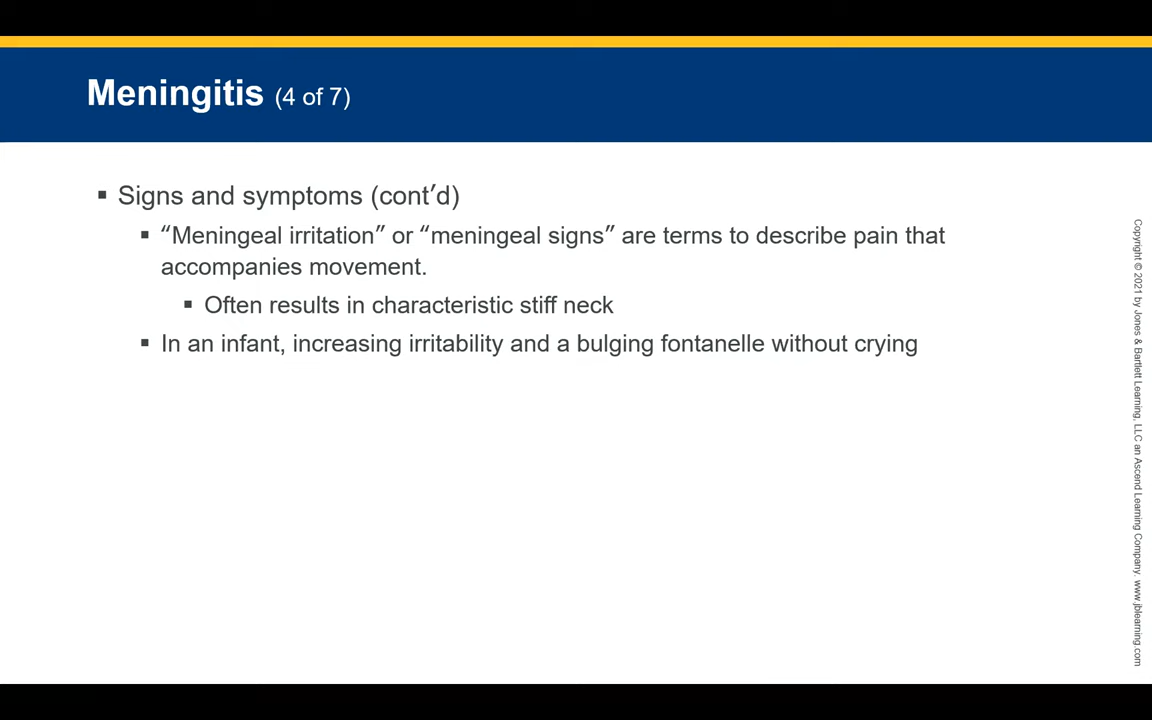 Meningitis (4 of 7)
▪ Signs and symptoms (cont′d)
▪ “Meningeal irritation” or “meningeal signs” are terms to describe pain that
accompanies movement.
▪ Often results in characteristic stiff neck
▪ In an infant, increasing irritability and a bulging fontanelle without crying
Copyright © 2021 by Jones & Bartlett Learning, LLC an Ascend Learning Company. www.jblearning.com